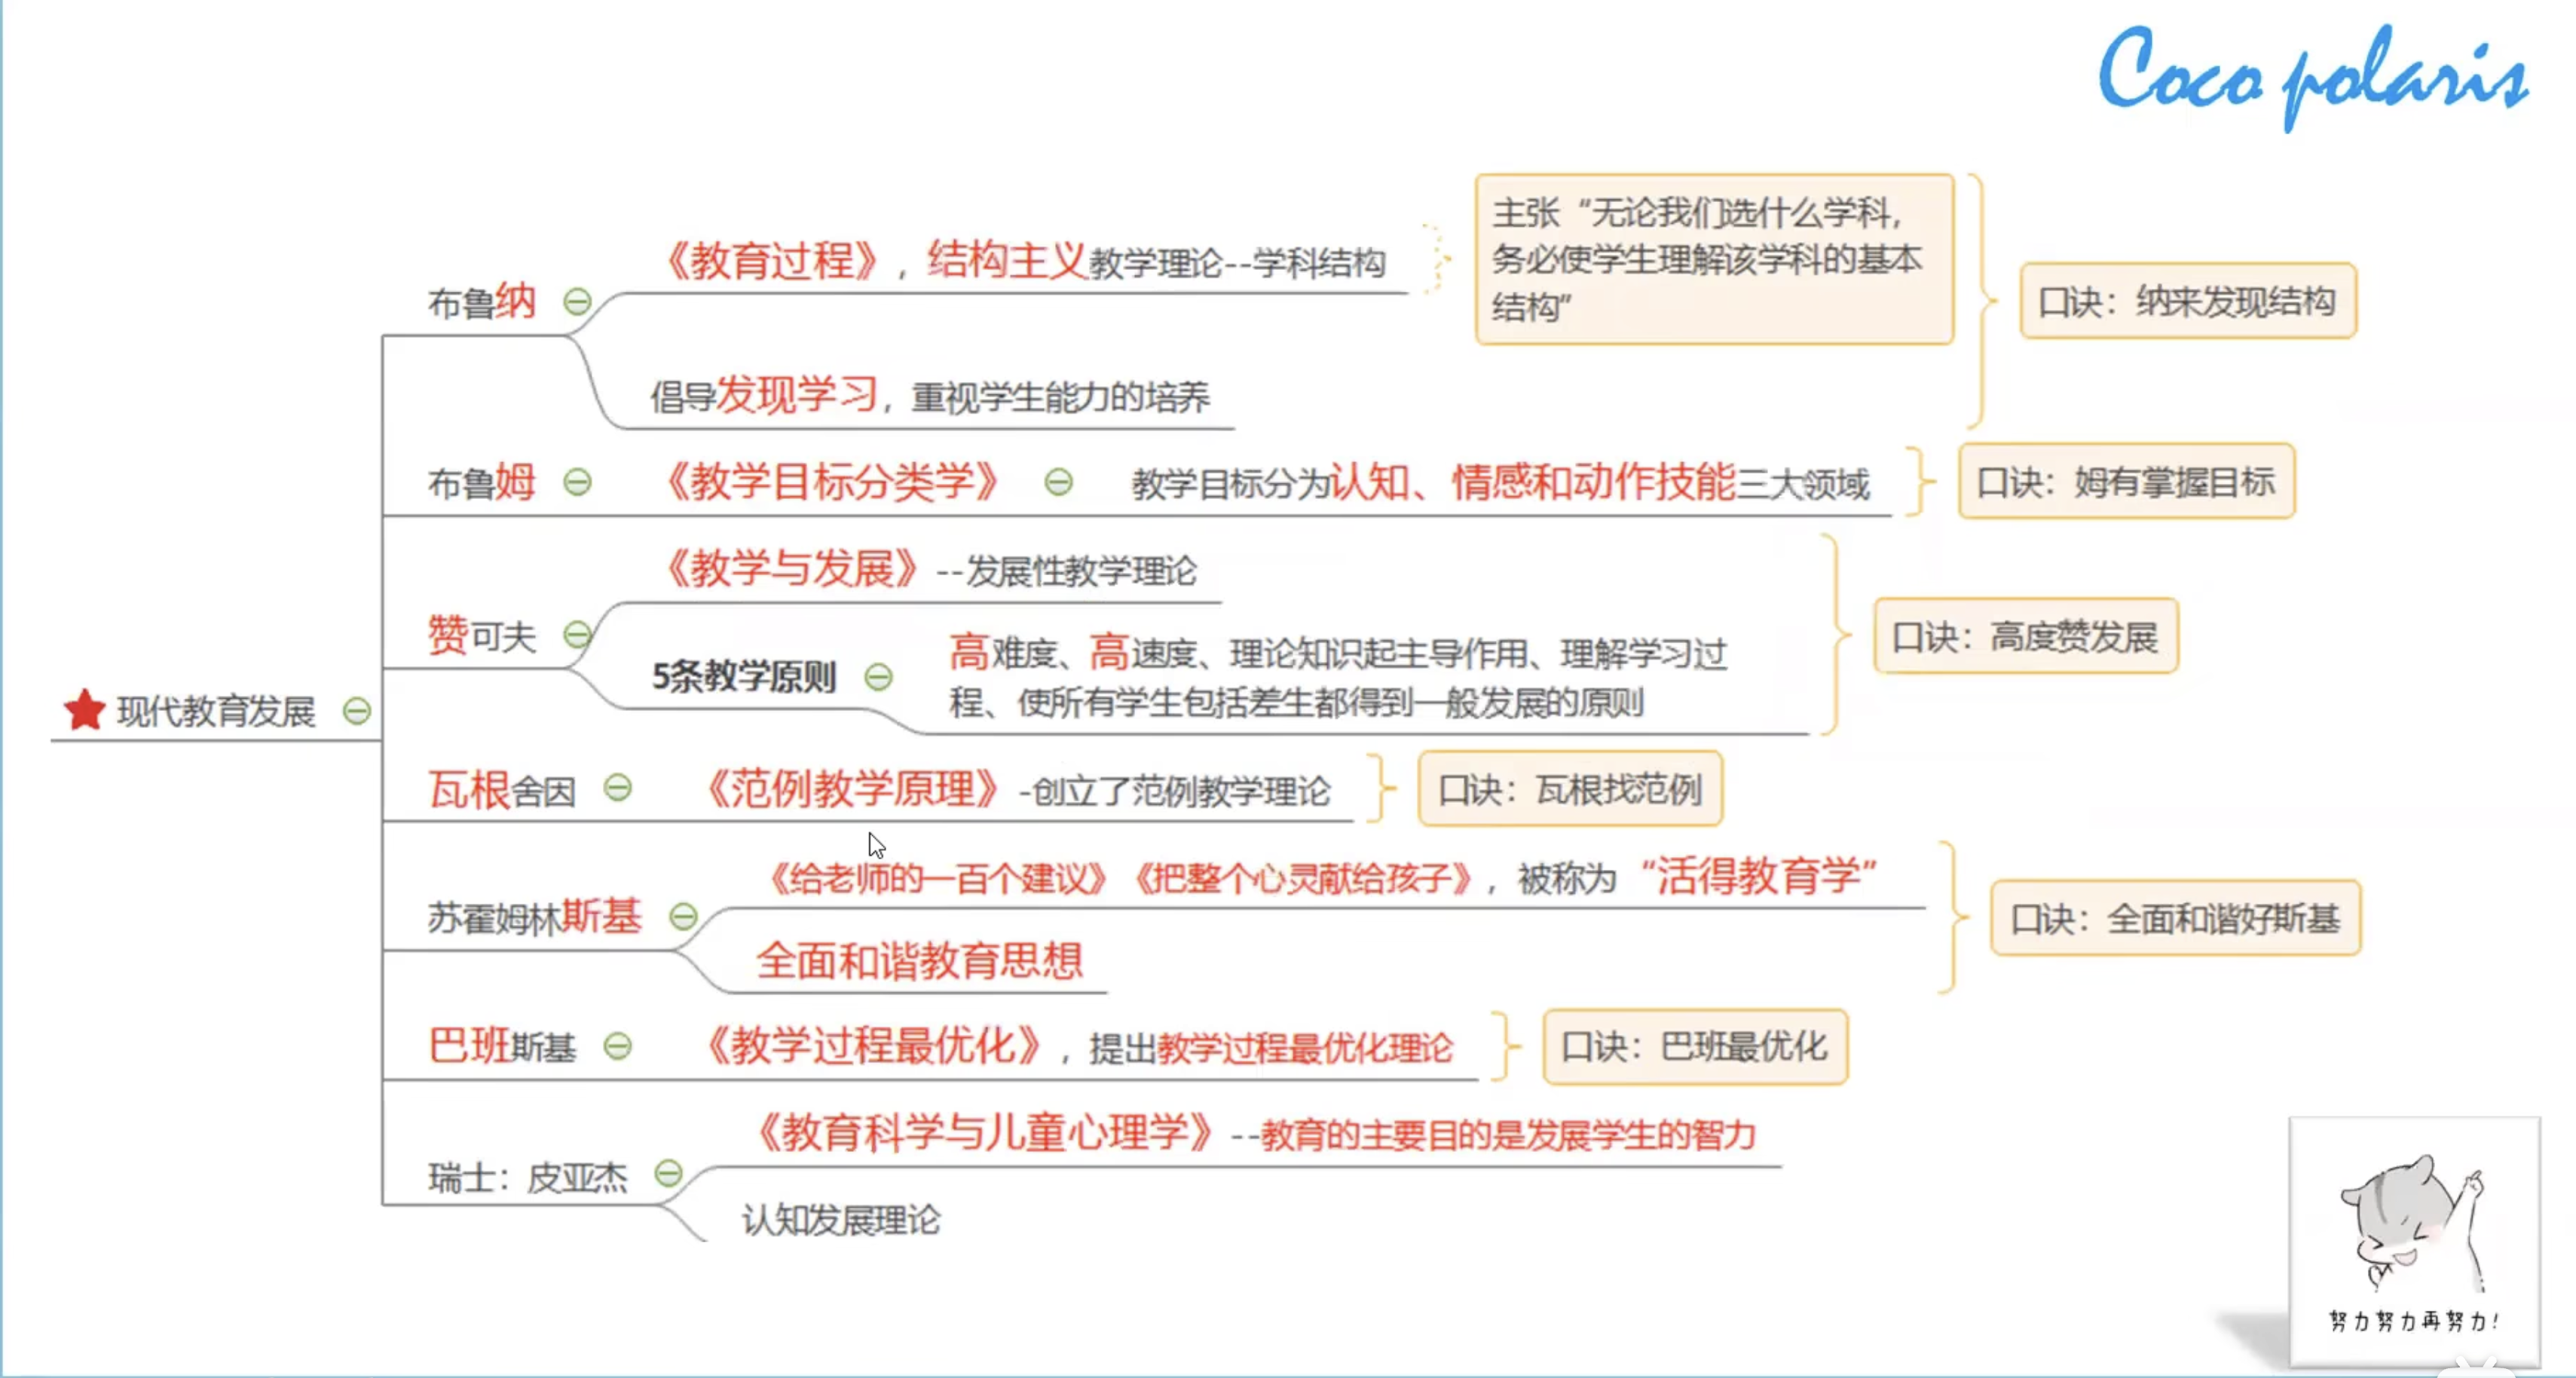 Coco polaris
主张“无论我们选什么学科，
务必使学生理解该学科的基本
结构”
《教育过程》，结构主义教学理论--学科结构
布鲁纳
口诀：纳来发现结构
倡导发现学习，重视学生能力的培养
布鲁姆
《教学目标分类学》
教学目标分为认知、情感和动作技能三大领域
口诀：姆有掌握目标
《教学与发展》--发展性教学理论
赞可夫
口诀：高度赞发展
5条教学原则
高难度、高速度、理论知识起主导作用、理解学习过
程、使所有学生包括差生都得到一般发展的原则
现代教育发展
瓦根舍因
《范例教学原理》-创立了范例教学理论
口诀：瓦根找范例
《给老师的一百个建议》《把整个心灵献给孩子》，被称为“活得教育学”
苏霍姆林斯基
口诀：全面和谐好斯基
全面和谐教育思想
巴班斯基
《教学过程最优化》，提出教学过程最优化理论
口诀：巴班最优化
《教育科学与儿童心理学》--教育的主要目的是发展学生的智力
瑞士：皮亚杰
认知发展理论
努力努力再努力！